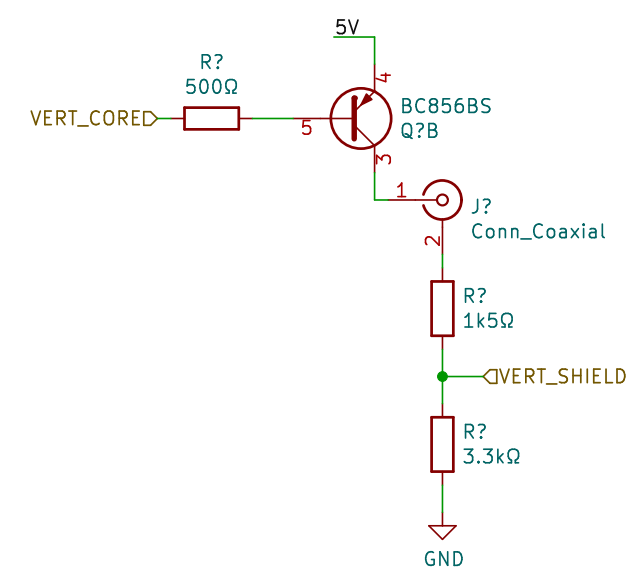 5V
R?
500Ω
VERT_CORE
4
BC856BS
Q?B
5
3
1
J?
Conn_Coaxial
2
R?
1k5Ω
VERT_SHIELD
R?
3.3kΩ
GND